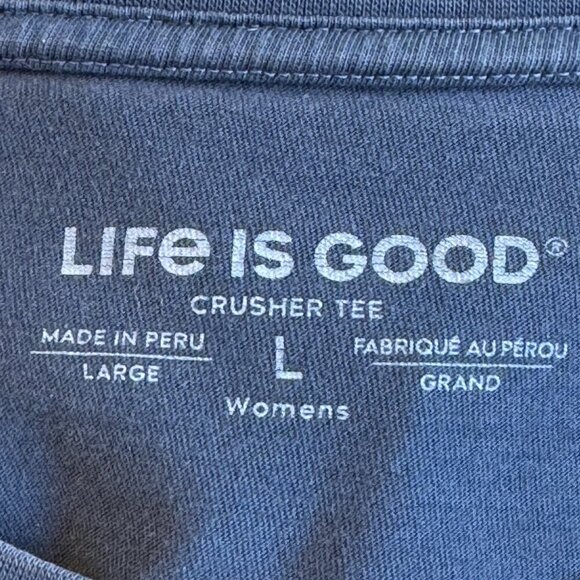 LIFe IS GOOD®
CRUSHER TEE
MADE IN PERU
LARGE
L
FABRIQUÉ AU PÉROU
GRAND
Womens